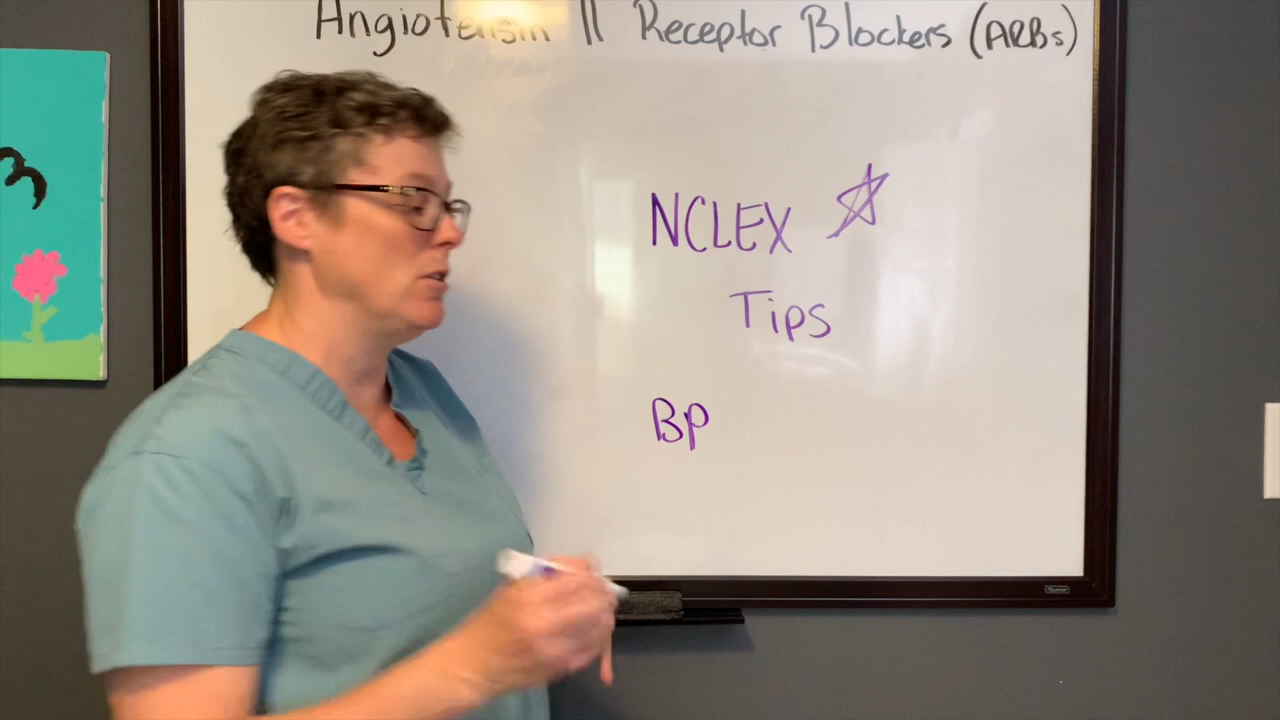 Angiotensin II Receptor Blockers (ARBs)
NCLEX
Tips
BP